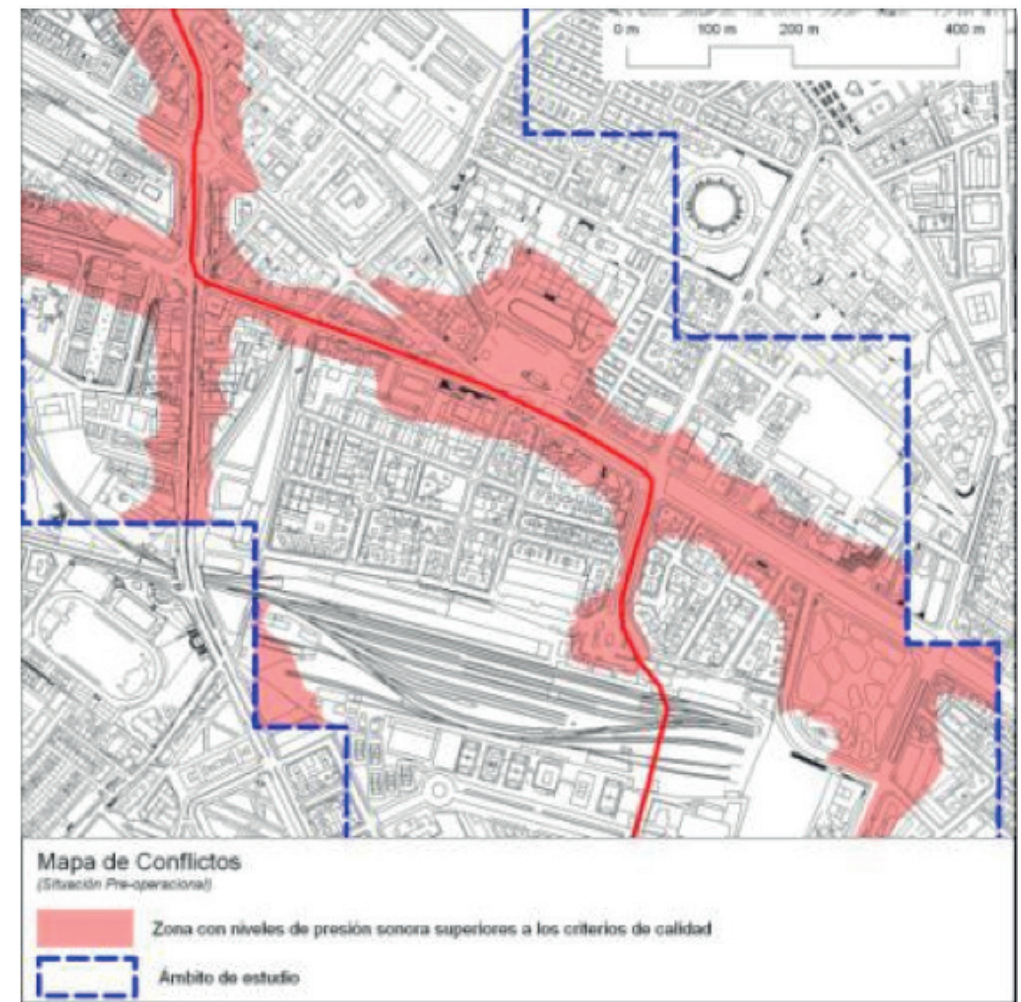 0 m 100 m 200 m 400 m
Mapa de Conflictos
(Situación Pre-operacional)
Zona con niveles de presión sonora superiores a los criterios de calidad
Ámbito de estudio